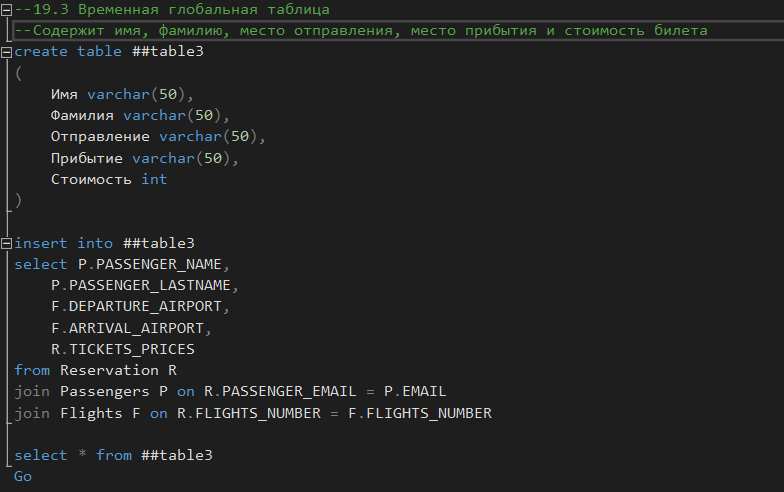 --19.3 Временная глобальная таблица
--Содержит имя, фамилию, место отправления, место прибытия и стоимость билета
create table ##table3
(
    Имя varchar(50),
    Фамилия varchar(50),
    Отправление varchar(50),
    Прибытие varchar(50),
    Стоимость int
)

insert into ##table3
select P.PASSENGER_NAME,
    P.PASSENGER_LASTNAME,
    F.DEPARTURE_AIRPORT,
    F.ARRIVAL_AIRPORT,
    R.TICKETS_PRICES
from Reservation R
join Passengers P on R.PASSENGER_EMAIL = P.EMAIL
join Flights F on R.FLIGHTS_NUMBER = F.FLIGHTS_NUMBER

select * from ##table3
Go